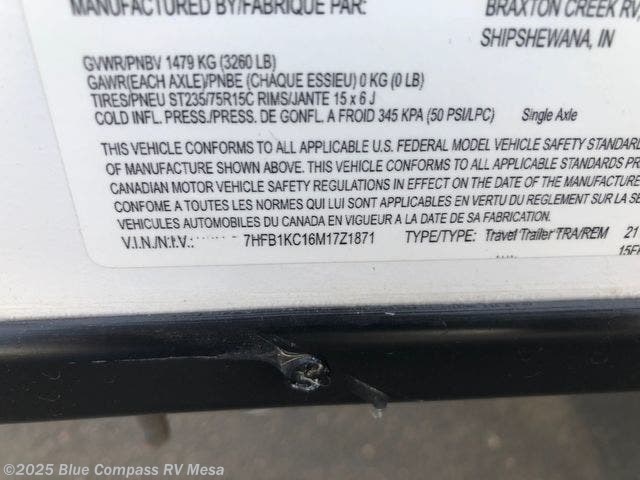 MANUFACTURED BY/FABRIQUE PAR: BRAXTON CREEK RV,
SHIPSHEWANA, IN
GVWR/PNBV 1479 KG (3260 LB)
GAWR(EACH AXLE)/PNBE (CHAQUE ESSIEU) 0 KG (0 LB)
TIRES/PNEU ST235/75R15C RIMS/JANTE 15 x 6 J
COLD INFL. PRESS./PRESS. DE GONFL. A FROID 345 KPA (50 PSI/LPC) Single Axle
THIS VEHICLE CONFORMS TO ALL APPLICABLE U.S. FEDERAL MODEL VEHICLE SAFETY STANDARD
OF MANUFACTURE SHOWN ABOVE. THIS VEHICLE CONFORMS TO ALL APPLICABLE STANDARDS PR
CANADIAN MOTOR VEHICLE SAFETY REGULATIONS IN EFFECT ON THE DATE OF THE MANUFACTURE
CONFOME A TOUTES LES NORMES QUI LUI SONT APPLICABLES EN VERTU DU REGLEMENT SUR LA SE
VEHICULES AUTOMOBILES DU CANADA EN VIGUEUR A LA DATE DE SA FABRICATION.
V.I.N./N.I.V.: 7HFB1KC16M17Z1871 TYPE/TYPE: Travel Trailer TRA/REM 21
©2025 Blue Compass RV Mesa